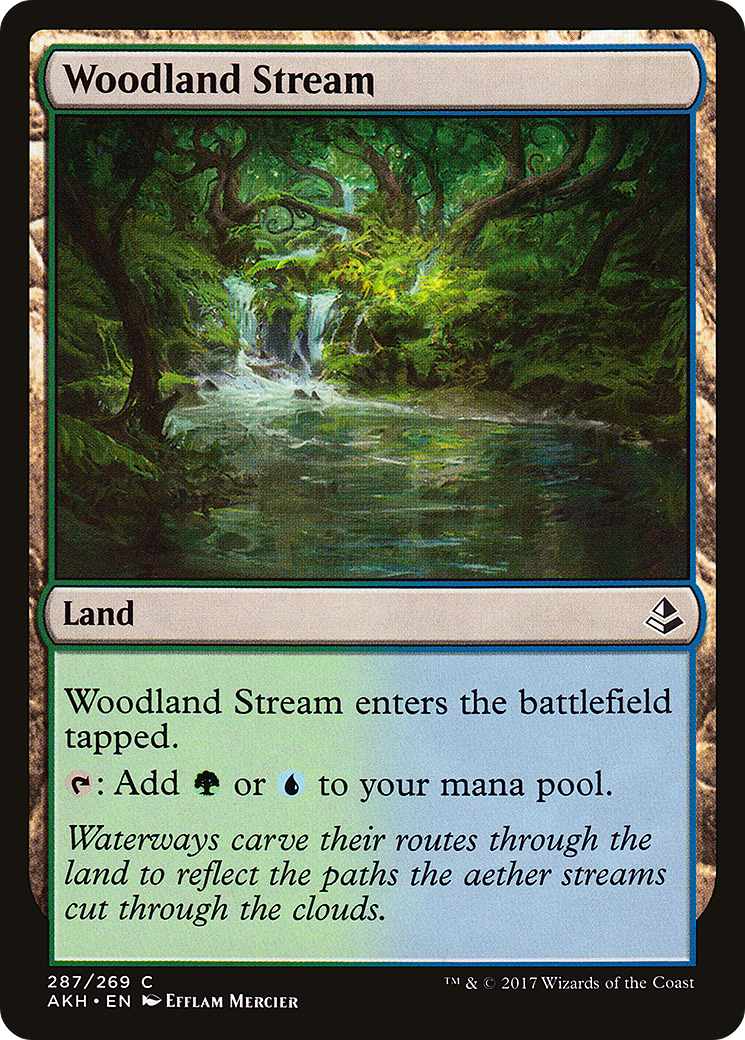 Woodland Stream
Land
Woodland Stream enters the battlefield
tapped.
: Add or to your mana pool.
Waterways carve their routes through the
land to reflect the paths the aether streams
cut through the clouds.
287/269 C
™ & © 2017 Wizards of the Coast
AKH • EN Efflam Mercier